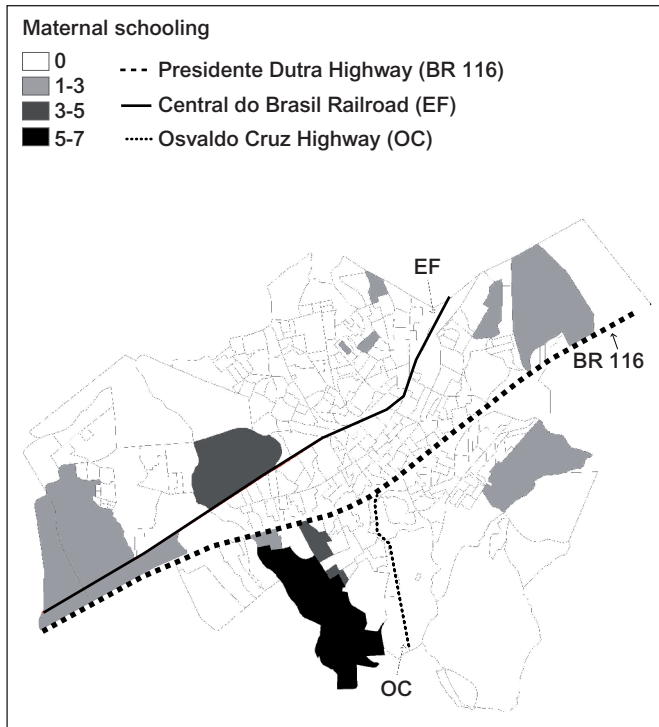 Maternal schooling
0
1-3
3-5
5-7
Presidente Dutra Highway (BR 116)
Central do Brasil Railroad (EF)
Osvaldo Cruz Highway (OC)
EF
BR 116
OC